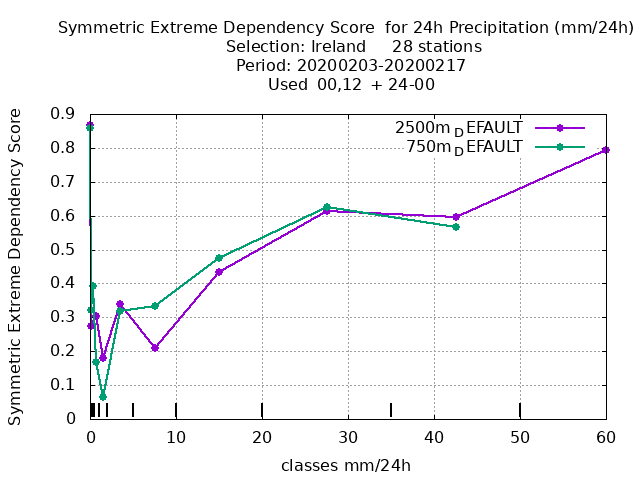 Symmetric Extreme Dependency Score for 24h Precipitation (mm/24h)
Selection: Ireland 28 stations
Period: 20200203-20200217
Used 00,12 + 24-00
Symmetric Extreme Dependency Score
0.9
0.8
0.7
0.6
0.5
0.4
0.3
0.2
0.1
0
2500m_DEFAULT
750m_DEFAULT
0 10 20 30 40 50 60
classes mm/24h